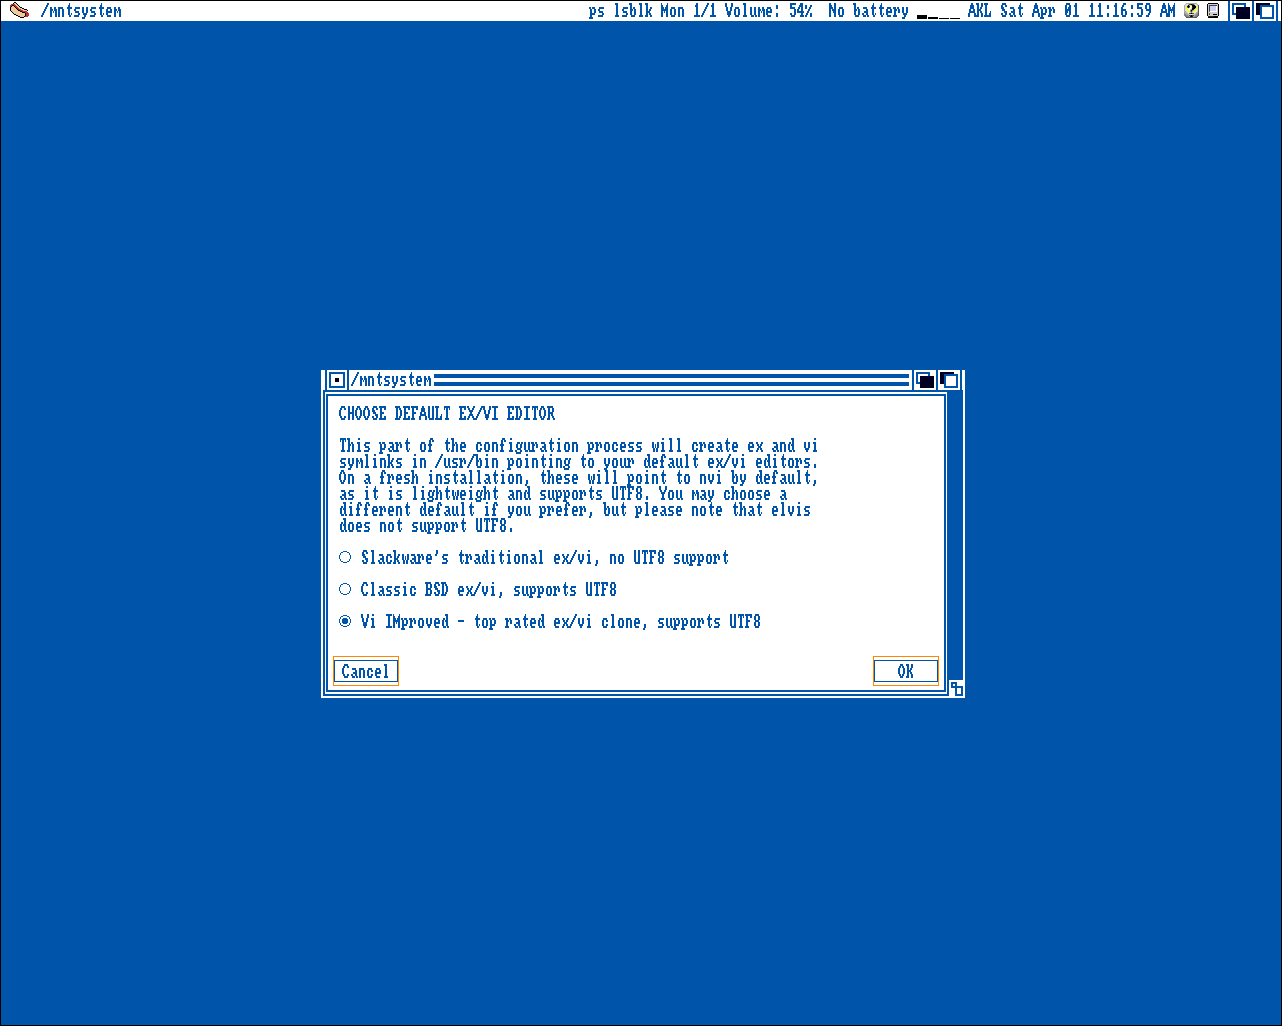 /mntsystem ps lsblk Mon 1/1 Volume: 54% No battery AKL Sat Apr 01 11:16:59 AM
/mntsystem
CHOOSE DEFAULT EX/VI EDITOR
This part of the configuration process will create ex and vi
symlinks in /usr/bin pointing to your default ex/vi editors.
On a fresh installation, these will point to nvi by default,
as it is lightweight and supports UTF8. You may choose a
different default if you prefer, but please note that elvis
does not support UTF8.
Slackware's traditional ex/vi, no UTF8 support
Classic BSD ex/vi, supports UTF8
Vi IMproved - top rated ex/vi clone, supports UTF8
Cancel OK